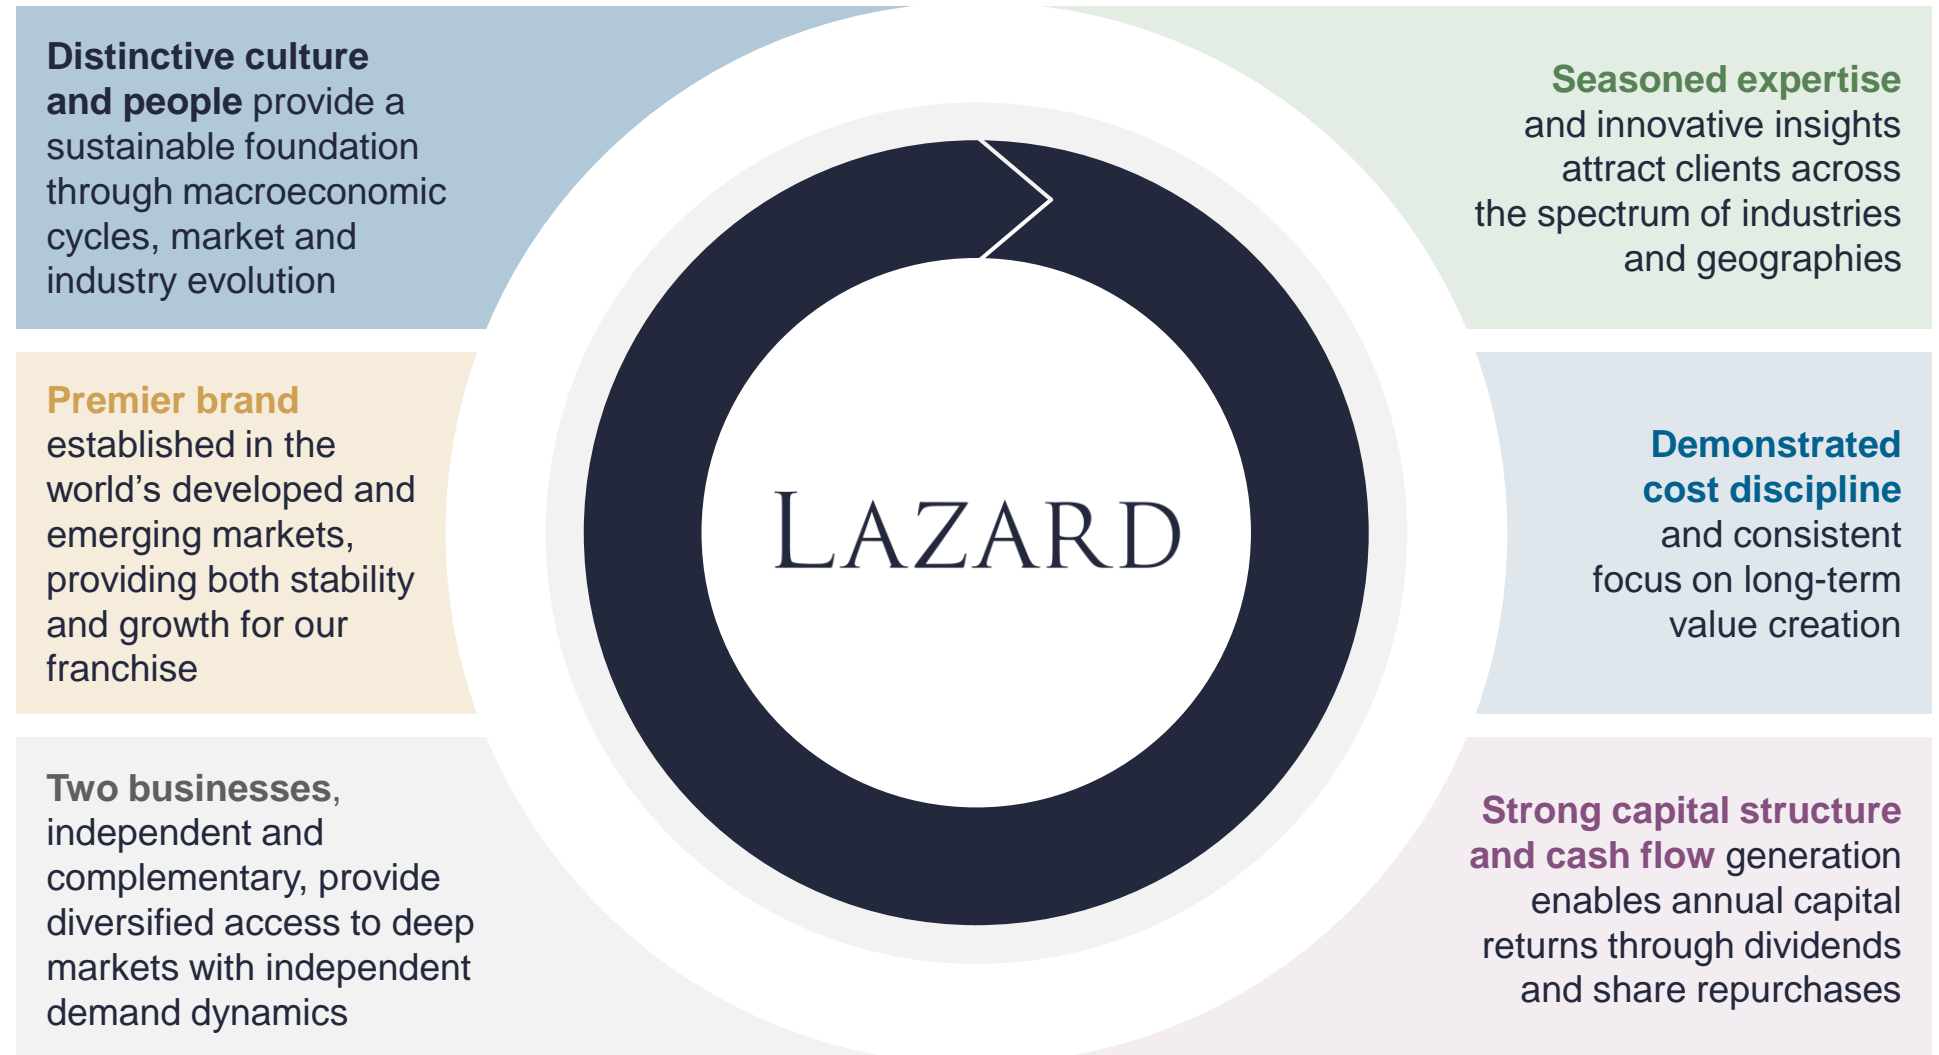 Distinctive culture
and people provide a
sustainable foundation
through macroeconomic
cycles, market and
industry evolution
Premier brand
established in the
world’s developed and
emerging markets,
providing both stability
and growth for our
franchise
Two businesses,
independent and
complementary, provide
diversified access to deep
markets with independent
demand dynamics
LAZARD
Seasoned expertise
and innovative insights
attract clients across
the spectrum of industries
and geographies
Demonstrated
cost discipline
and consistent
focus on long-term
value creation
Strong capital structure
and cash flow generation
enables annual capital
returns through dividends
and share repurchases